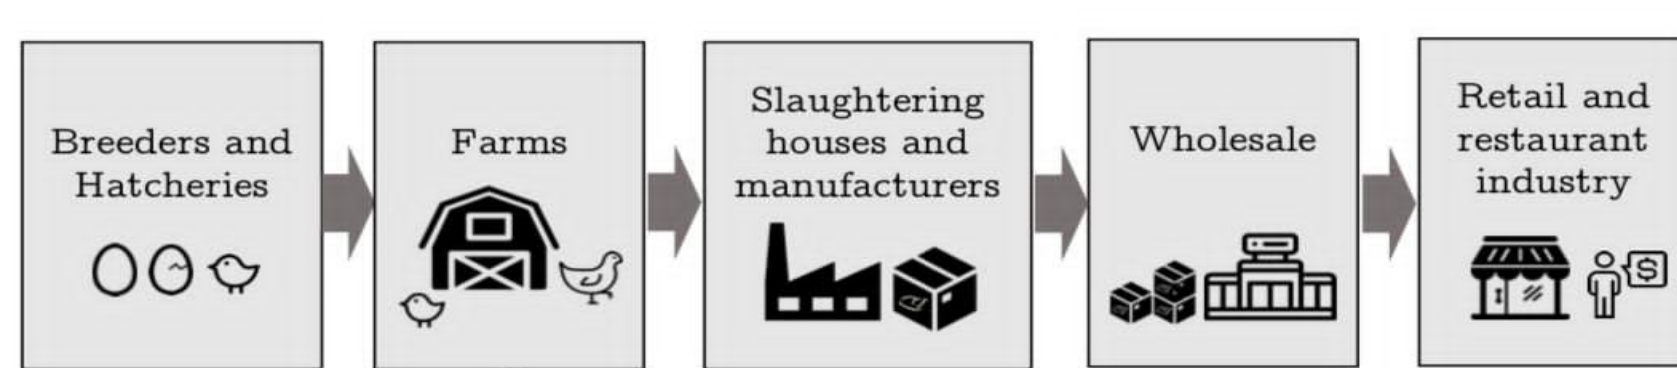 Breeders and
Hatcheries
Farms
Slaughtering
houses and
manufacturers
Wholesale
Retail and
restaurant
industry
$